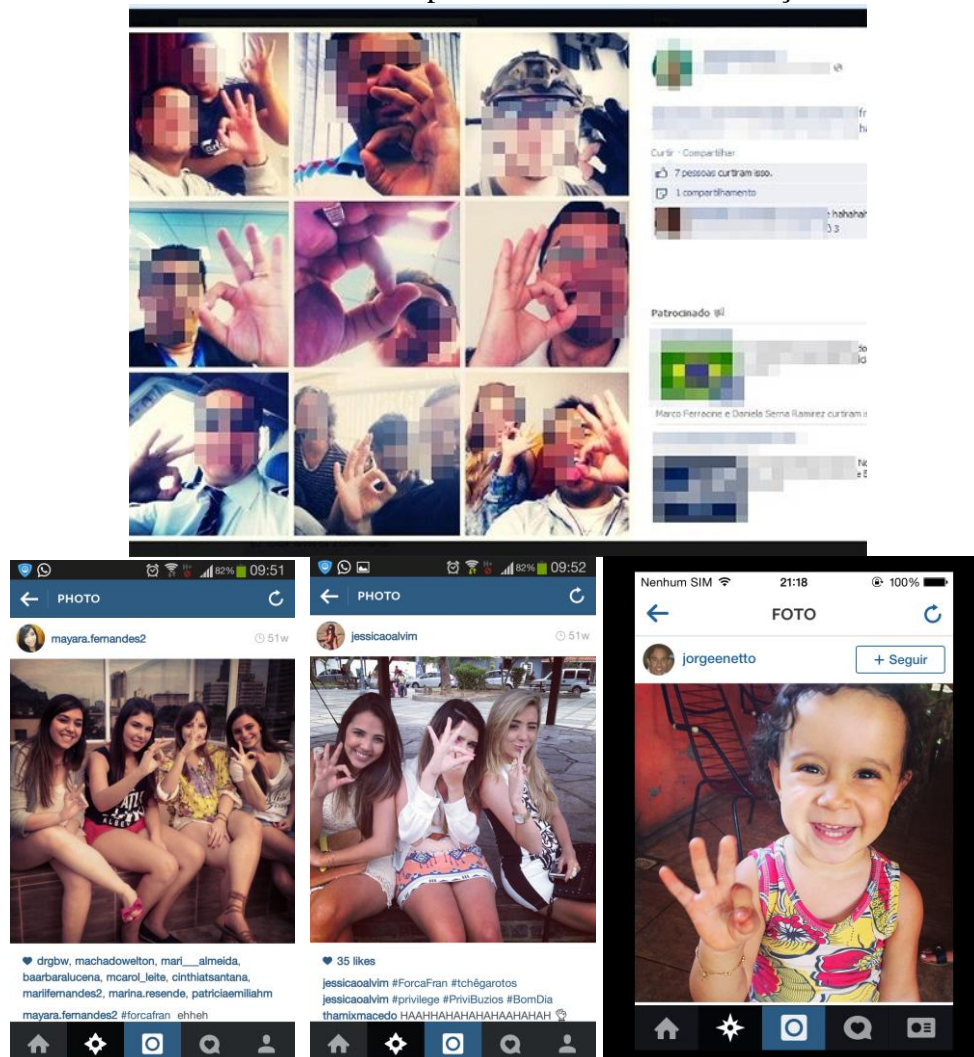 Curtir · Compartilhar
7 pessoas curtiram isso.
1 compartilhamento
hahahah
3
Patrocinado
Marco Ferracine e Daniela Serna Ramirez curtiram
82% 09:51
PHOTO
mayara.fernandes2 51w
drgbw, machadowelton, mari___almeida,
baarbaralucena, mcarol_leite, cinthiatsantana,
mariifernandes2, marina.resende, patriciaemiliahm
mayara.fernandes2 #forcafran ehheh
82% 09:52
PHOTO
jessicaoalvim 51w
35 likes
jessicaoalvim #ForcaFran #tchêgarotos
jessicaoalvim #privilege #PriviBuzios #BomDia
thamixmacedo HAAHHAHAHAHAHAAHAHAH
Nenhum SIM 21:18 100%
FOTO
jorgeenetto + Seguir